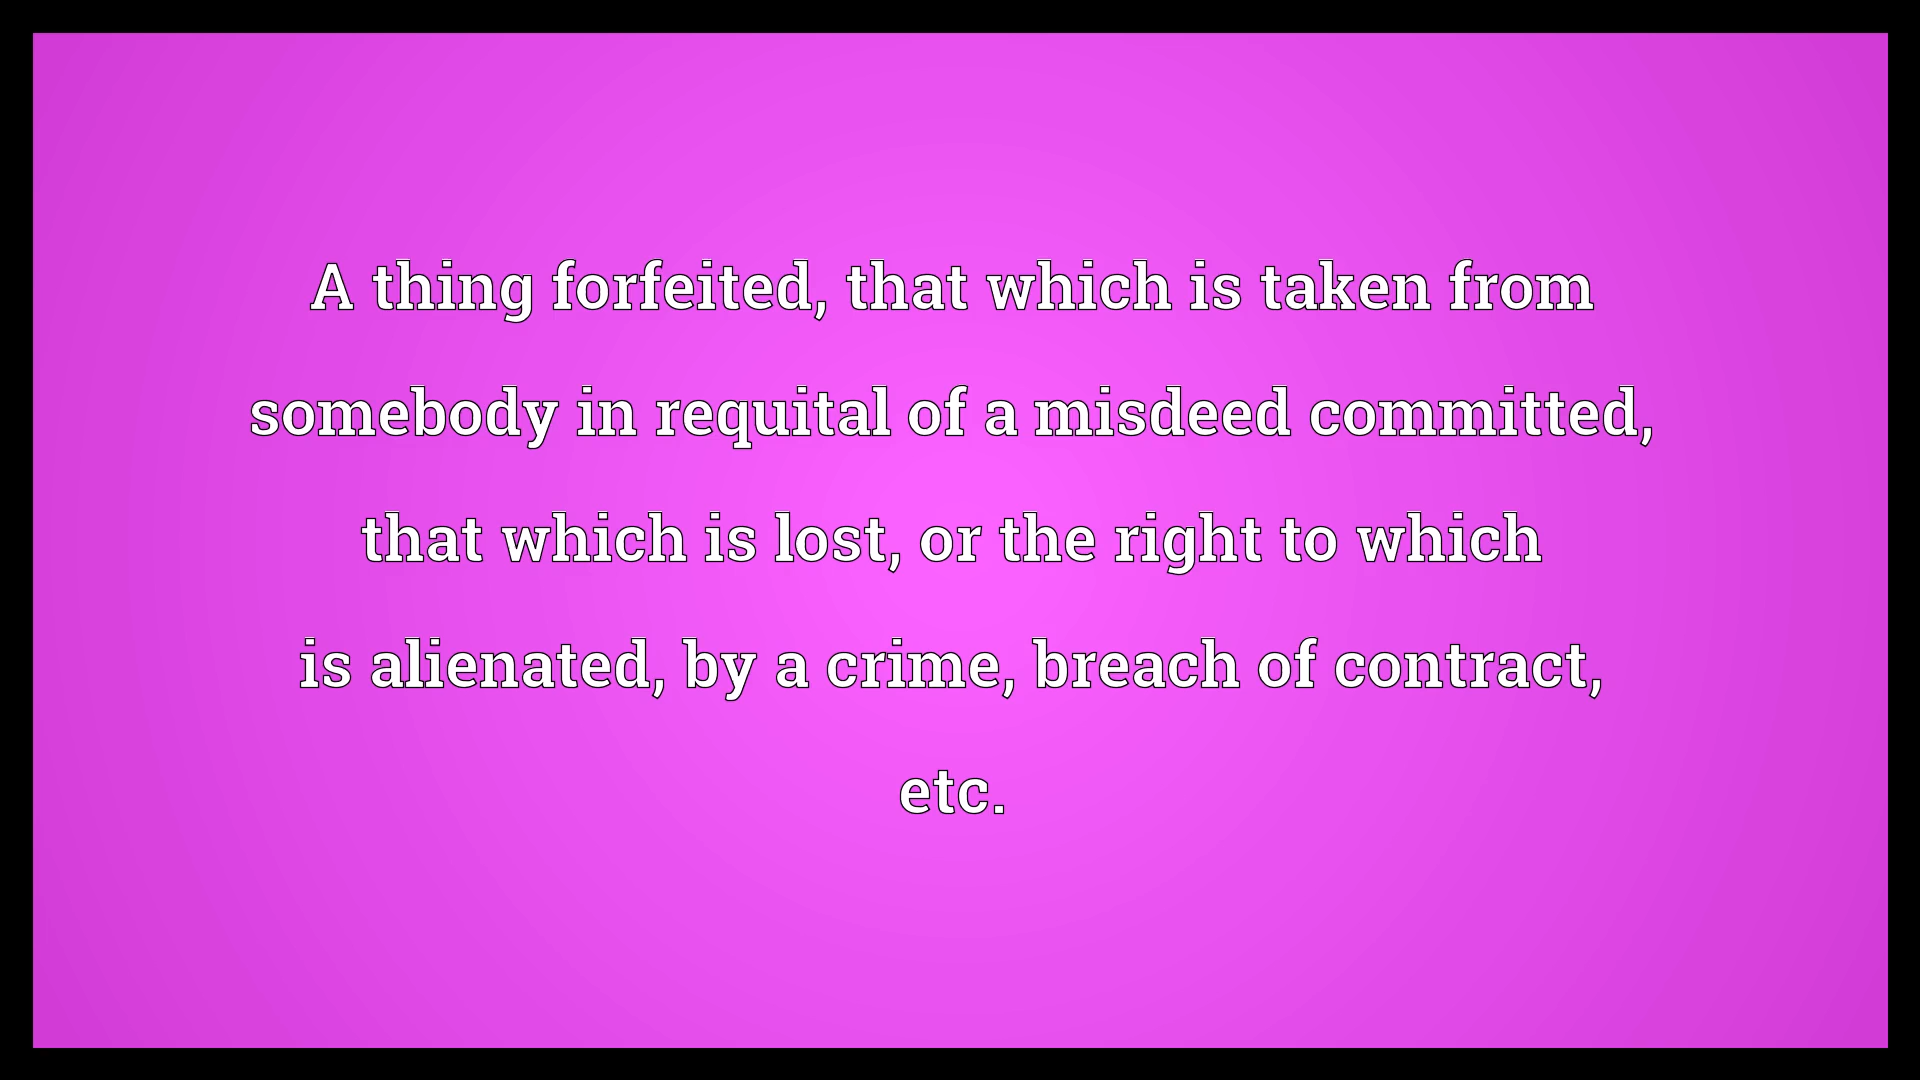 A thing forfeited, that which is taken from
somebody in requital of a misdeed committed,
that which is lost, or the right to which
is alienated, by a crime, breach of contract,
etc.